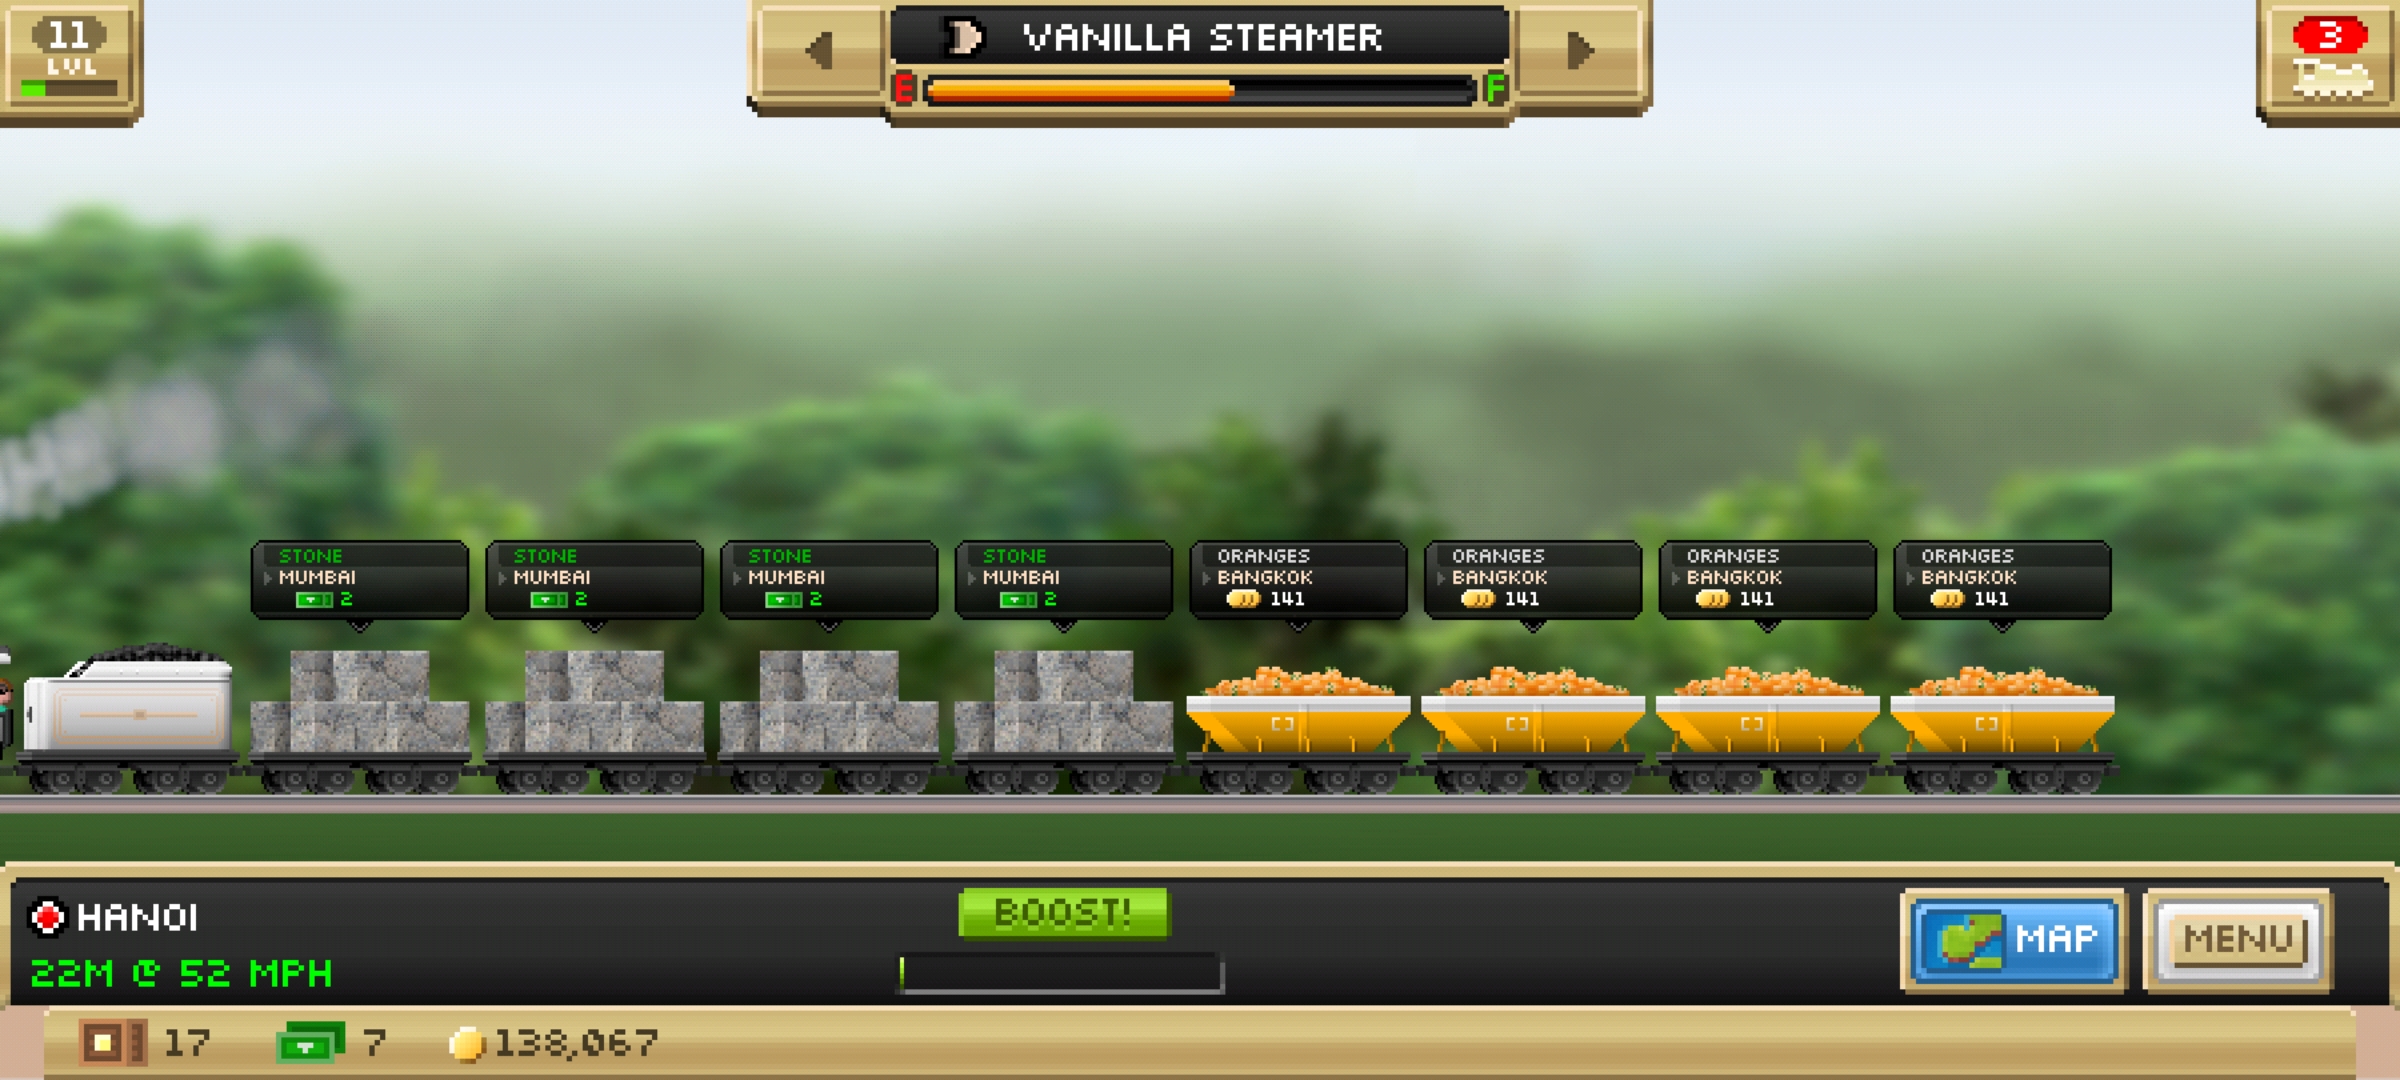 11
LVL
VANILLA STEAMER
E F
3
STONE
MUMBAI
2
STONE
MUMBAI
2
STONE
MUMBAI
2
STONE
MUMBAI
2
ORANGES
BANGKOK
141
ORANGES
BANGKOK
141
ORANGES
BANGKOK
141
ORANGES
BANGKOK
141
HANOI
22M @ 52 MPH
BOOST!
MAP
MENU
17 7 138,067